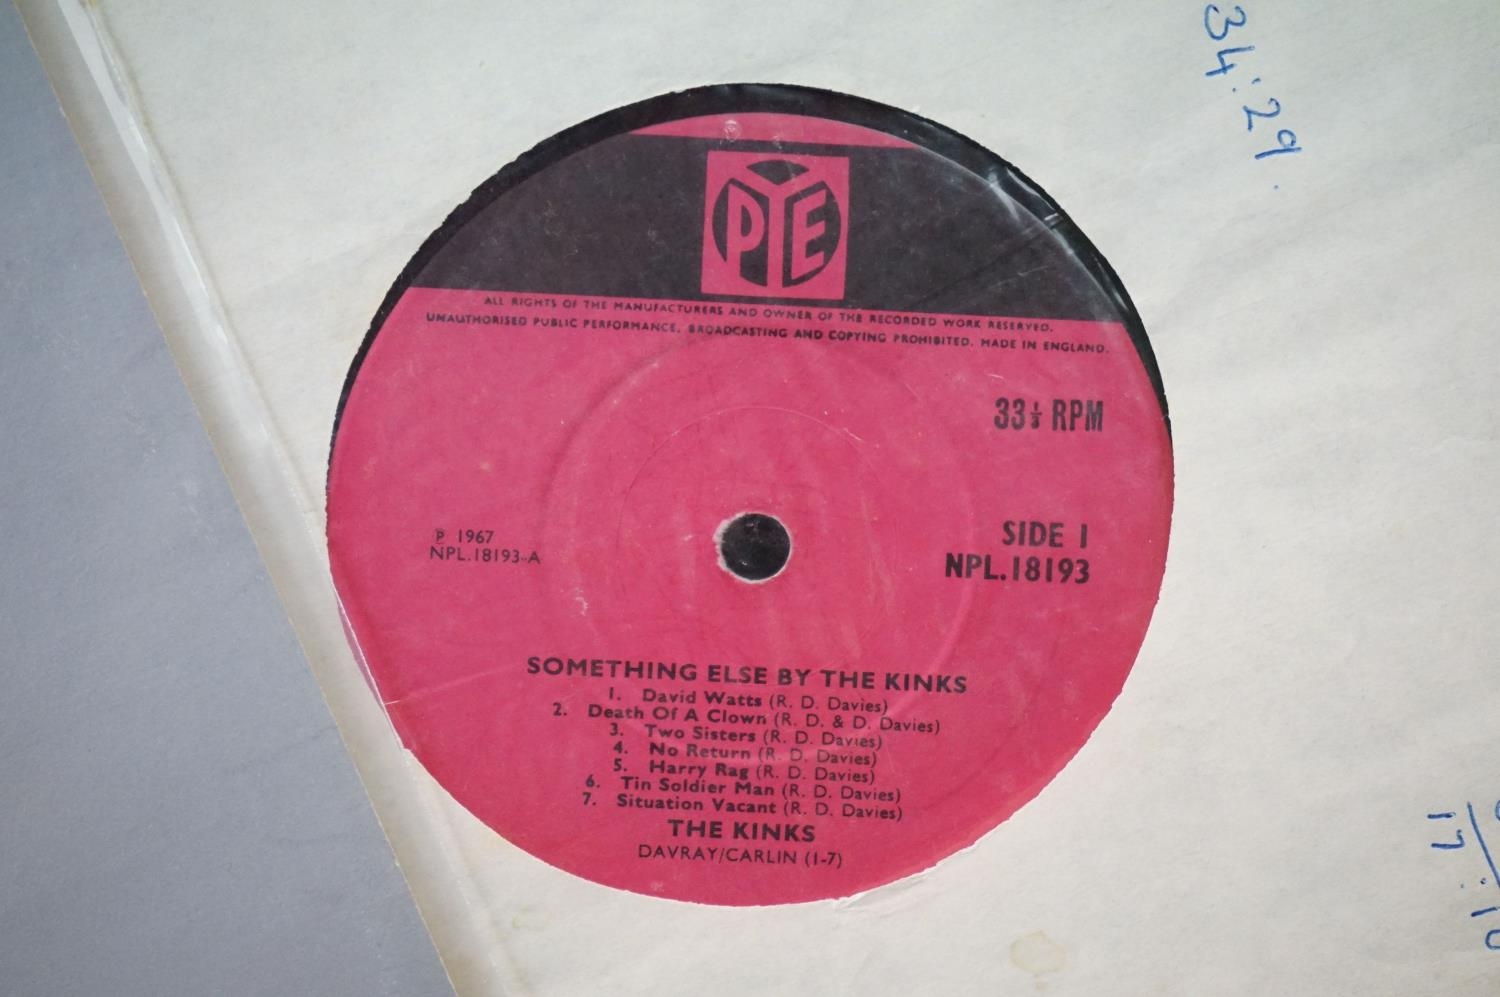 34:29.
PYE
ALL RIGHTS OF THE MANUFACTURERS AND OWNER OF THE RECORDED WORK RESERVED.
UNAUTHORISED PUBLIC PERFORMANCE, BROADCASTING AND COPYING PROHIBITED. MADE IN ENGLAND.
33⅓ RPM
℗ 1967
NPL.18193-A
SIDE 1
NPL.18193
SOMETHING ELSE BY THE KINKS
1. David Watts (R. D. Davies)
2. Death Of A Clown (R. D. & D. Davies)
3. Two Sisters (R. D. Davies)
4. No Return (R. D. Davies)
5. Harry Rag (R. D. Davies)
6. Tin Soldier Man (R. D. Davies)
7. Situation Vacant (R. D. Davies)
THE KINKS
DAVRAY/CARLIN (1-7)
17:10